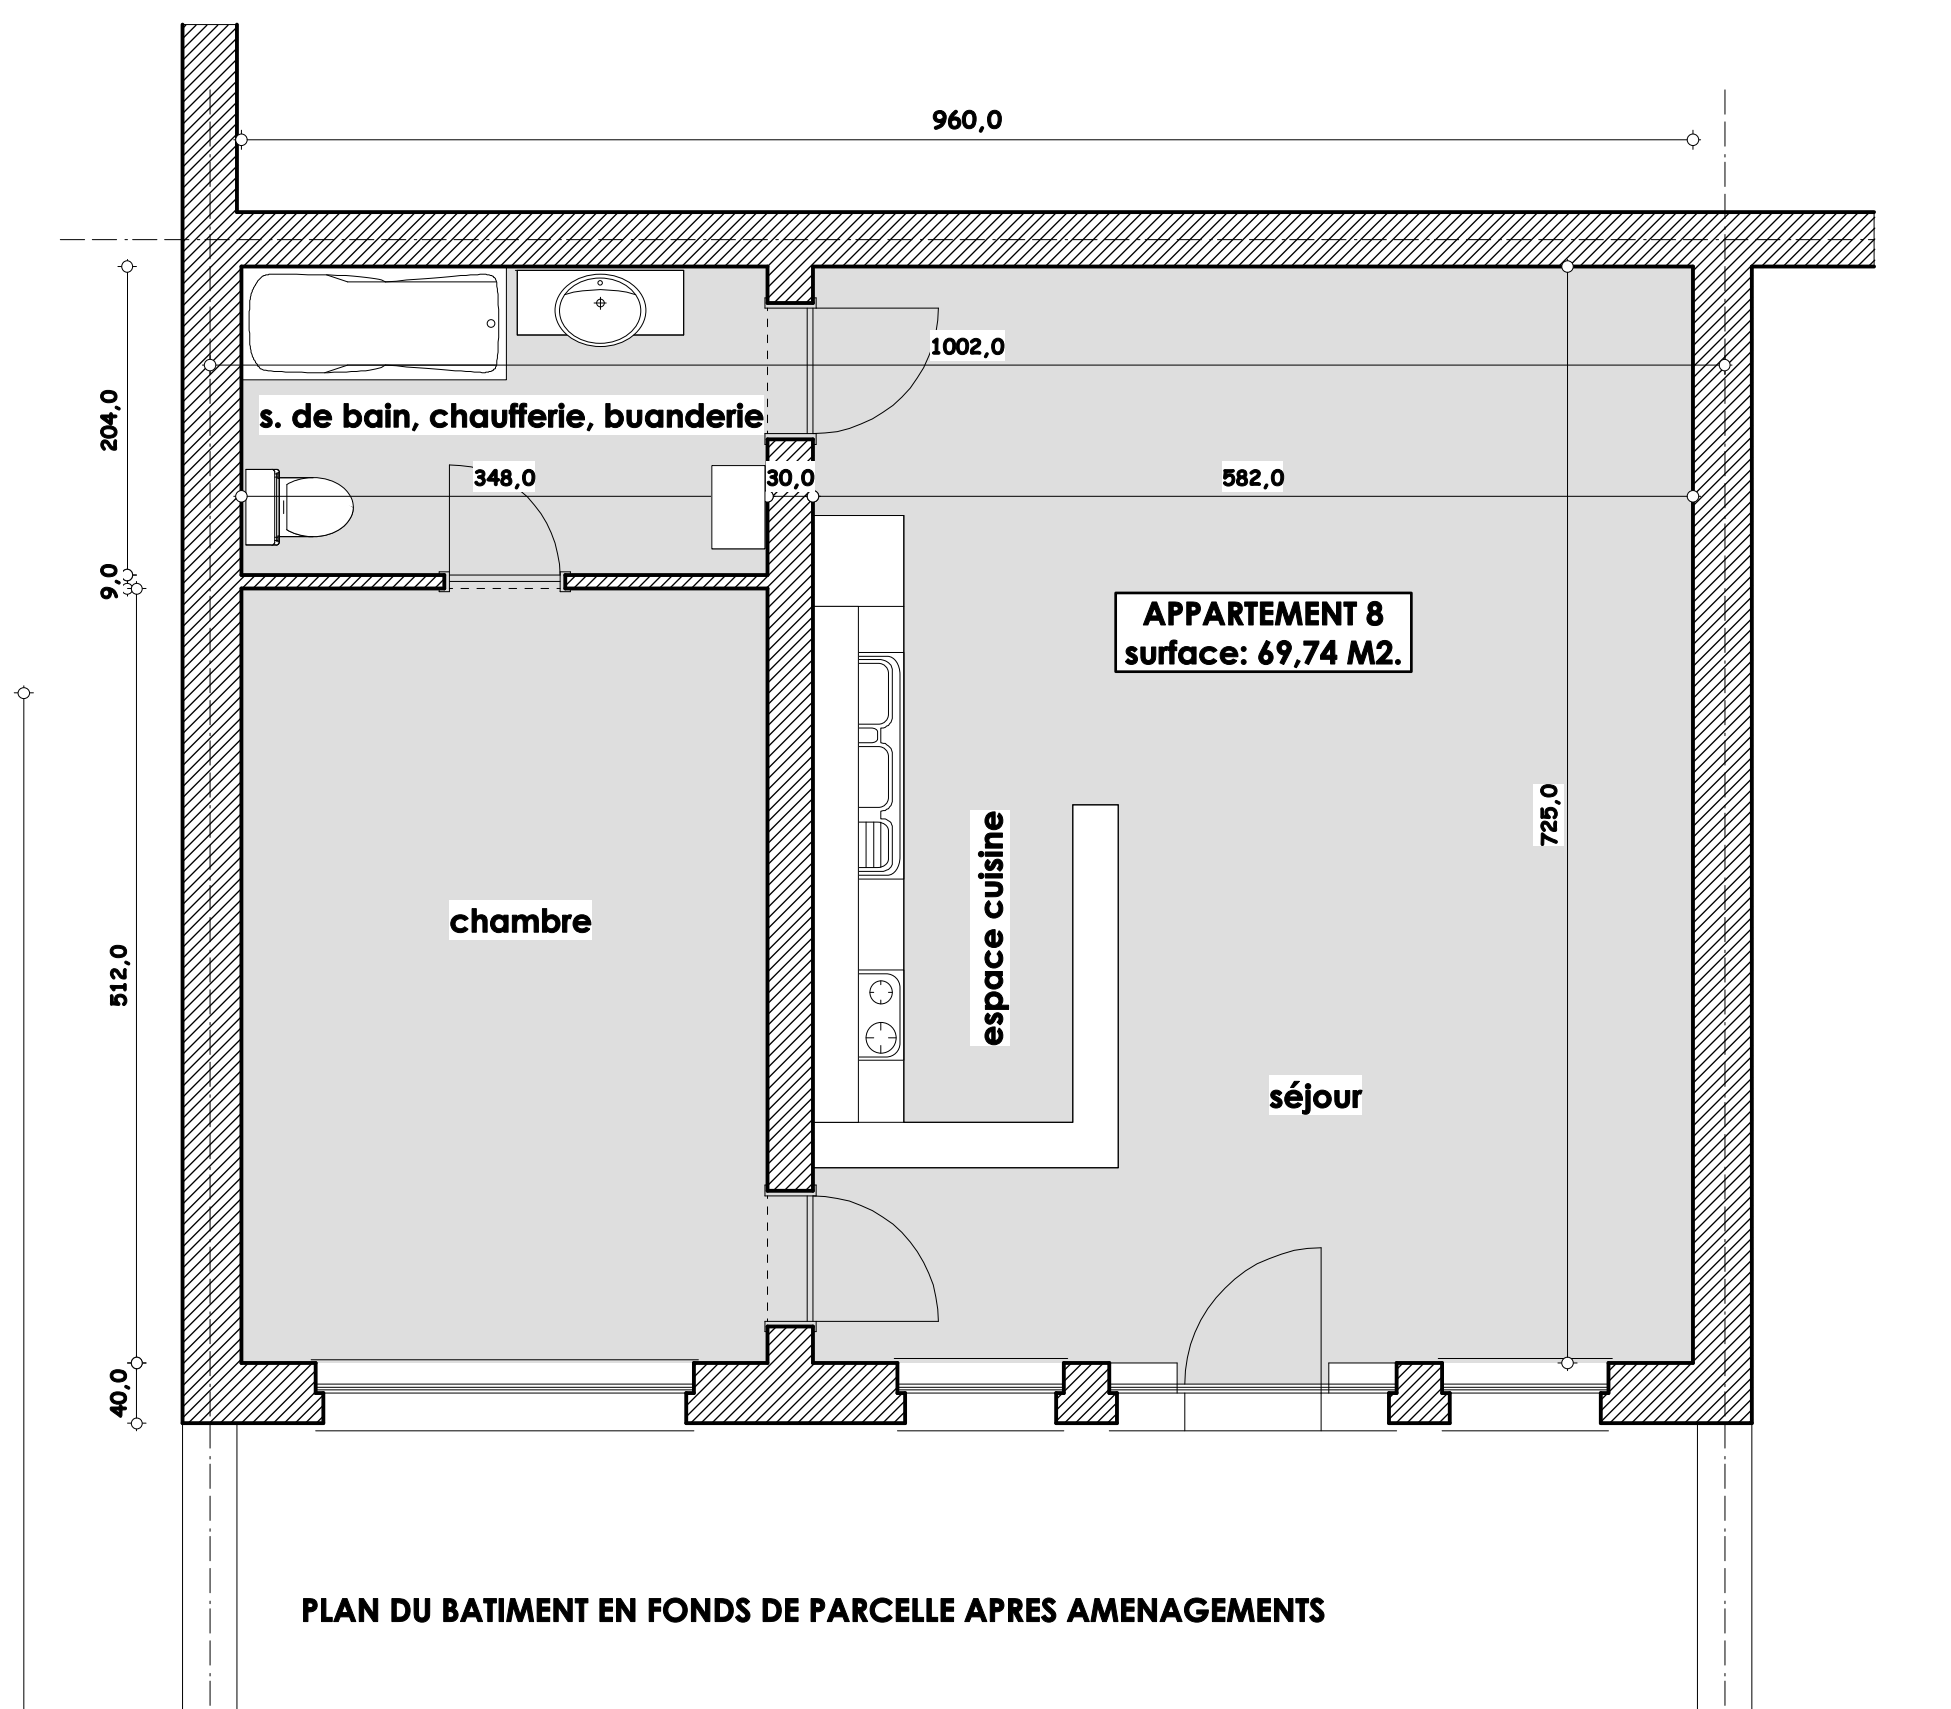 960,0
1002,0
204,0
s. de bain, chaufferie, buanderie
348,0
30,0
582,0
9,0
APPARTEMENT 8
surface: 69,74 M2.
725,0
espace cuisine
chambre
512,0
séjour
40,0
PLAN DU BATIMENT EN FONDS DE PARCELLE APRES AMENAGEMENTS